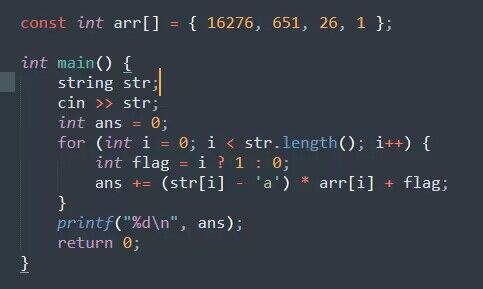 const int arr[] = { 16276, 651, 26, 1 };
int main() {
string str;
cin >> str;
int ans = 0;
for (int i = 0; i < str.length(); i++) {
int flag = i ? 1 : 0;
ans += (str[i] - 'a') * arr[i] + flag;
}
printf("%d\n", ans);
return 0;
}